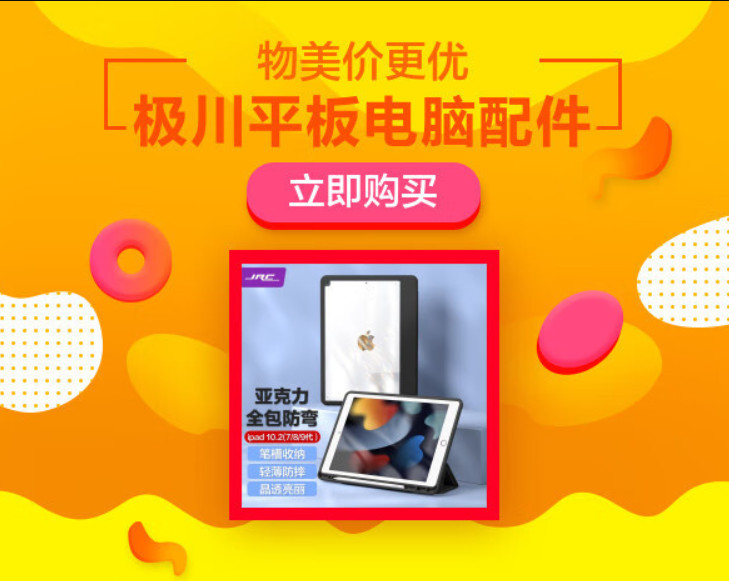 物美价更优
极川平板电脑配件
立即购买
JRC
亚克力
全包防弯
ipad 10.2(7/8/9代)
笔槽收纳
轻薄防摔
晶透亮丽